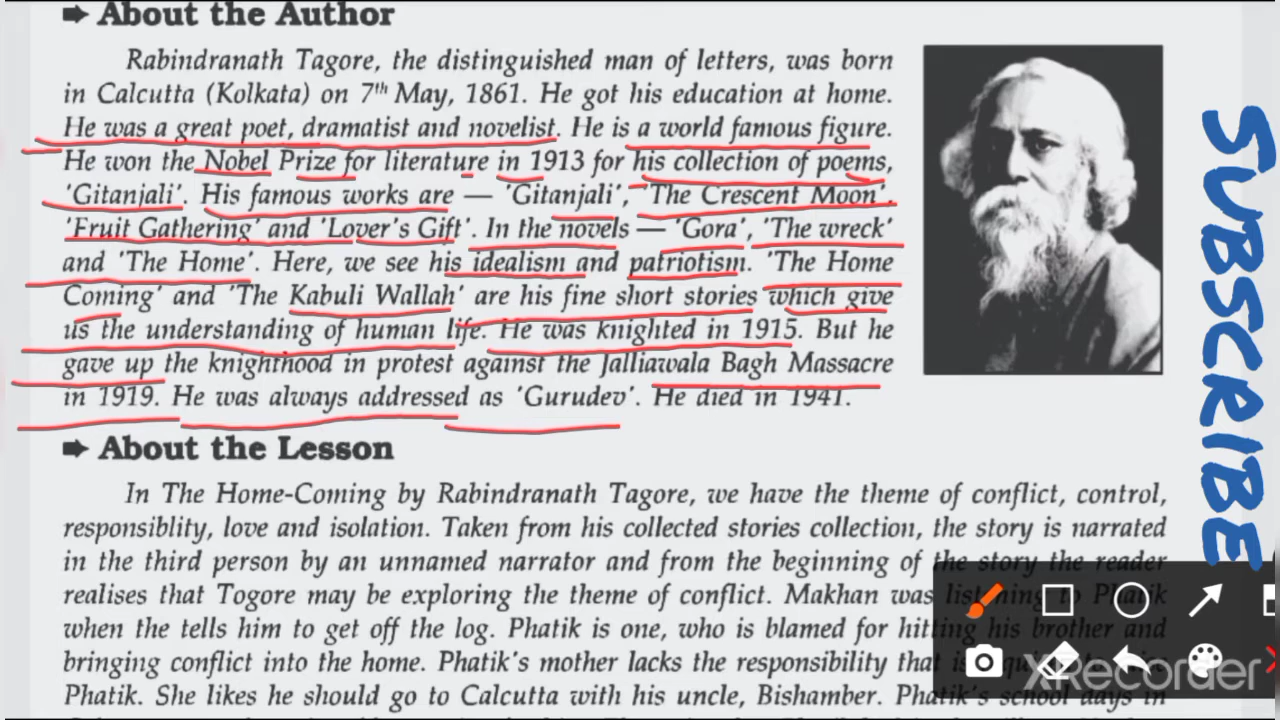 ➡ About the Author
Rabindranath Tagore, the distinguished man of letters, was born
in Calcutta (Kolkata) on 7th May, 1861. He got his education at home.
He was a great poet, dramatist and novelist. He is a world famous figure.
He won the Nobel Prize for literature in 1913 for his collection of poems,
'Gitanjali'. His famous works are — 'Gitanjali', 'The Crescent Moon',
'Fruit Gathering' and 'Lover's Gift'. In the novels — 'Gora', 'The wreck'
and 'The Home'. Here, we see his idealism and patriotism. 'The Home
Coming' and 'The Kabuli Wallah' are his fine short stories which give
us the understanding of human life. He was knighted in 1915. But he
gave up the knighthood in protest against the Jalliawala Bagh Massacre
in 1919. He was always addressed as 'Gurudev'. He died in 1941.
➡ About the Lesson
In The Home-Coming by Rabindranath Tagore, we have the theme of conflict, control,
responsiblity, love and isolation. Taken from his collected stories collection, the story is narrated
in the third person by an unnamed narrator and from the beginning of the story the reader
realises that Togore may be exploring the theme of conflict. Makhan was listening to Phatik
when the tells him to get off the log. Phatik is one, who is blamed for hitting his brother and
bringing conflict into the home. Phatik's mother lacks the responsibility that is
Phatik. She likes he should go to Calcutta with his uncle, Bishamber. Phatik's school days in
SUBSCRIBE
XRecorder